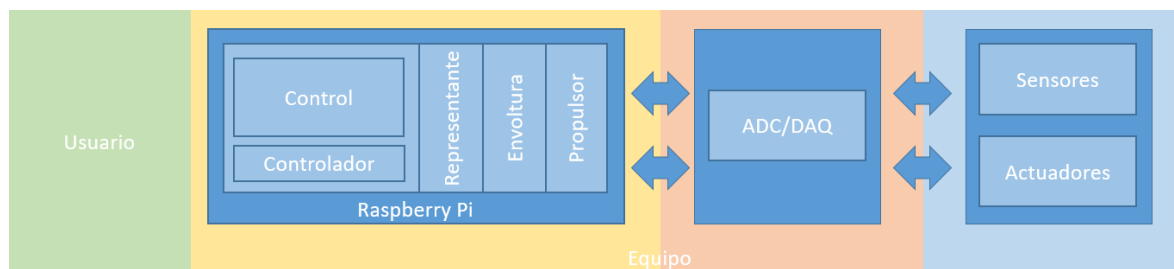 Usuario
Control
Controlador
Representante
Envoltura
Propulsor
Raspberry Pi
ADC/DAQ
Sensores
Actuadores
Equipo